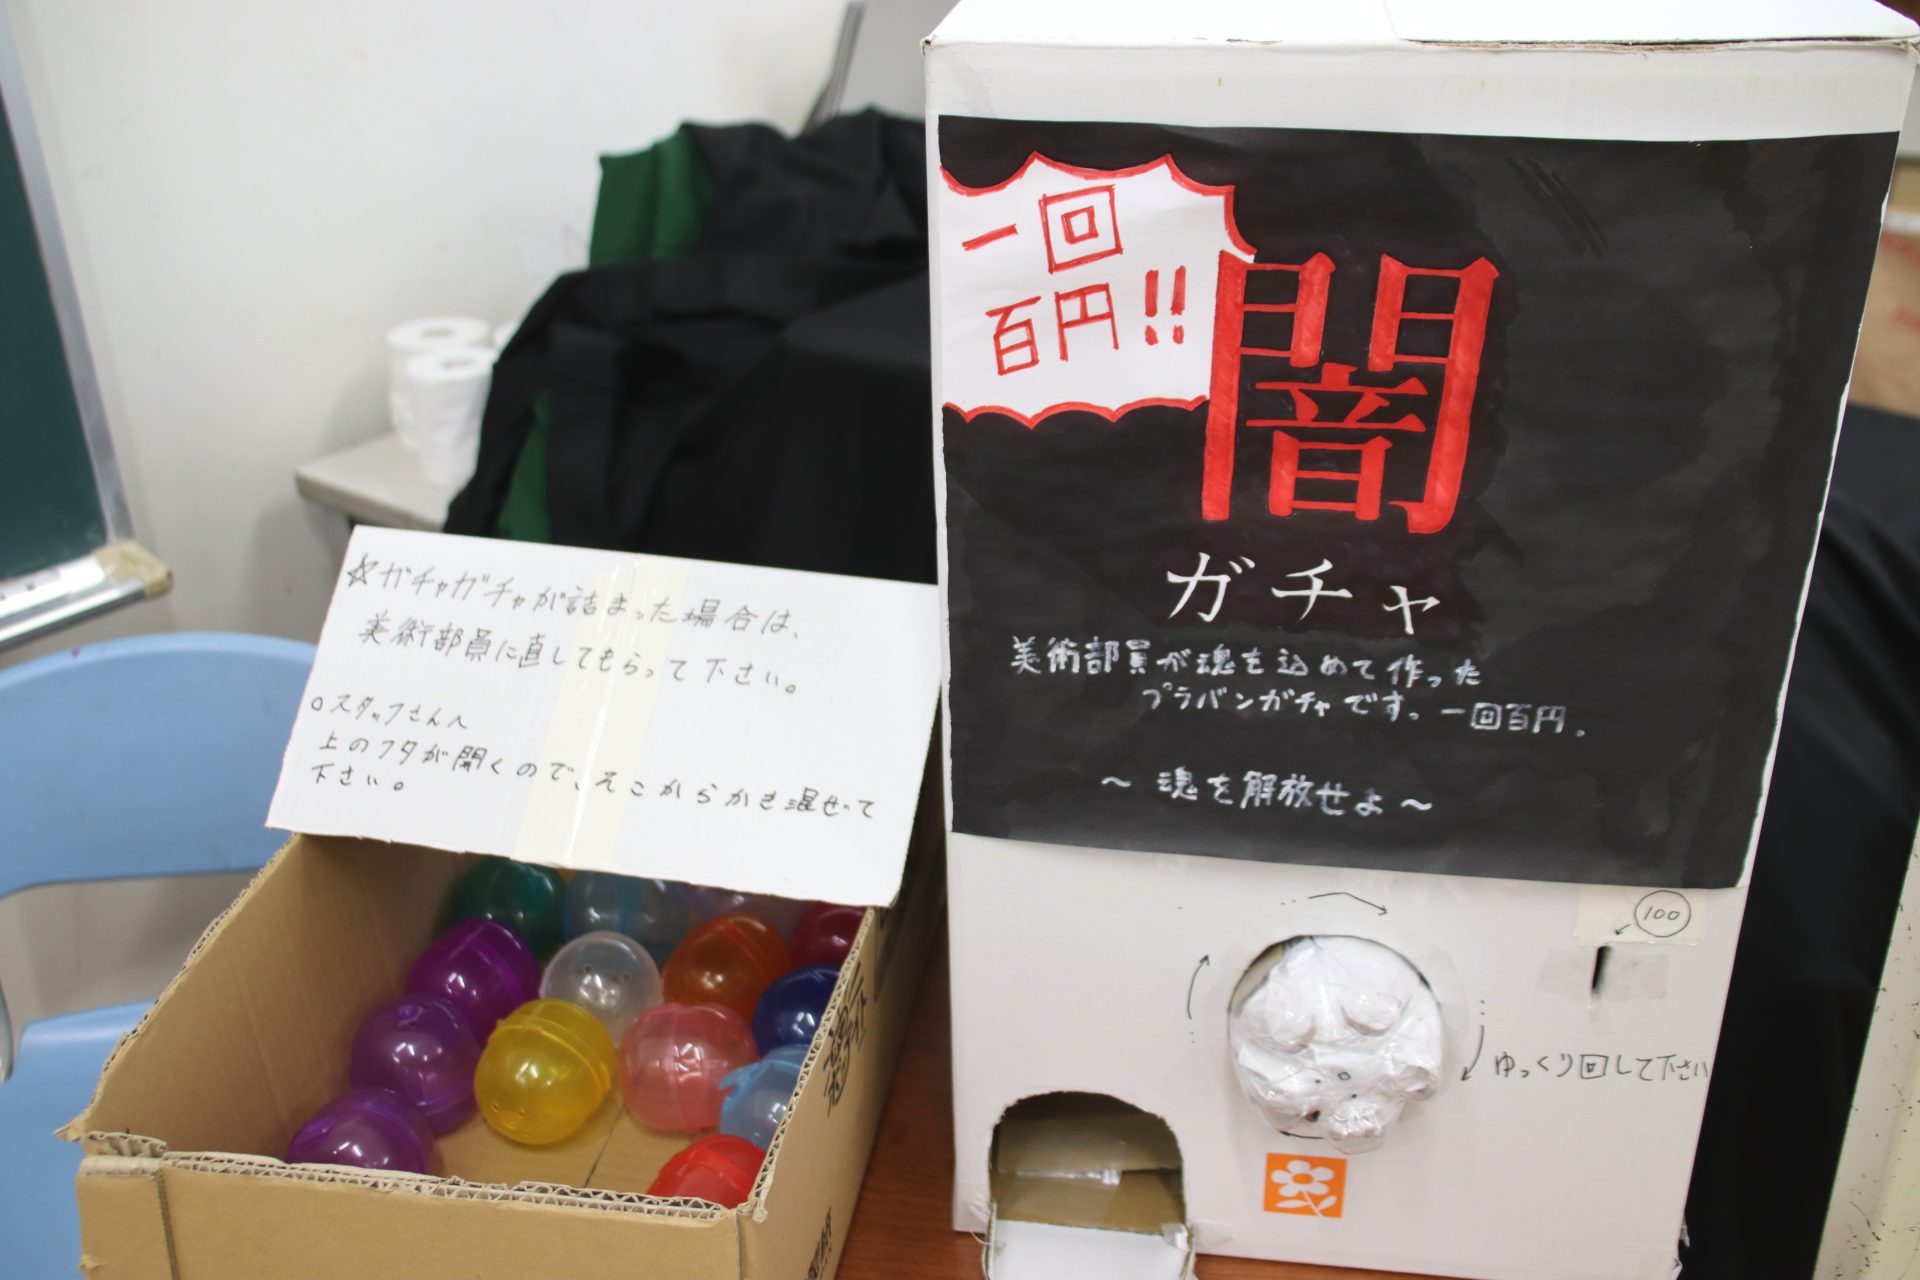 一回
百円!!
闇
ガチャ
美術部員が魂を込めて作った
プラバンガチャです。一回百円。
〜 魂を解放せよ 〜
100
ゆっくり回して下さい
☆ガチャガチャが詰まった場合は、
美術部員に直してもらって下さい。
○スタッフさんへ
上のフタが開くので、そこからかき混ぜて
下さい。